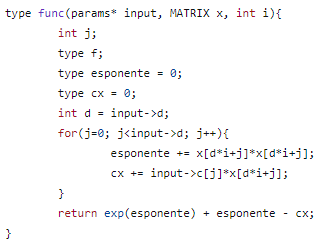 type func(params* input, MATRIX x, int i){
int j;
type f;
type esponente = 0;
type cx = 0;
int d = input->d;
for(j=0; j<input->d; j++){
esponente += x[d*i+j]*x[d*i+j];
cx += input->c[j]*x[d*i+j];
}
return exp(esponente) + esponente - cx;
}